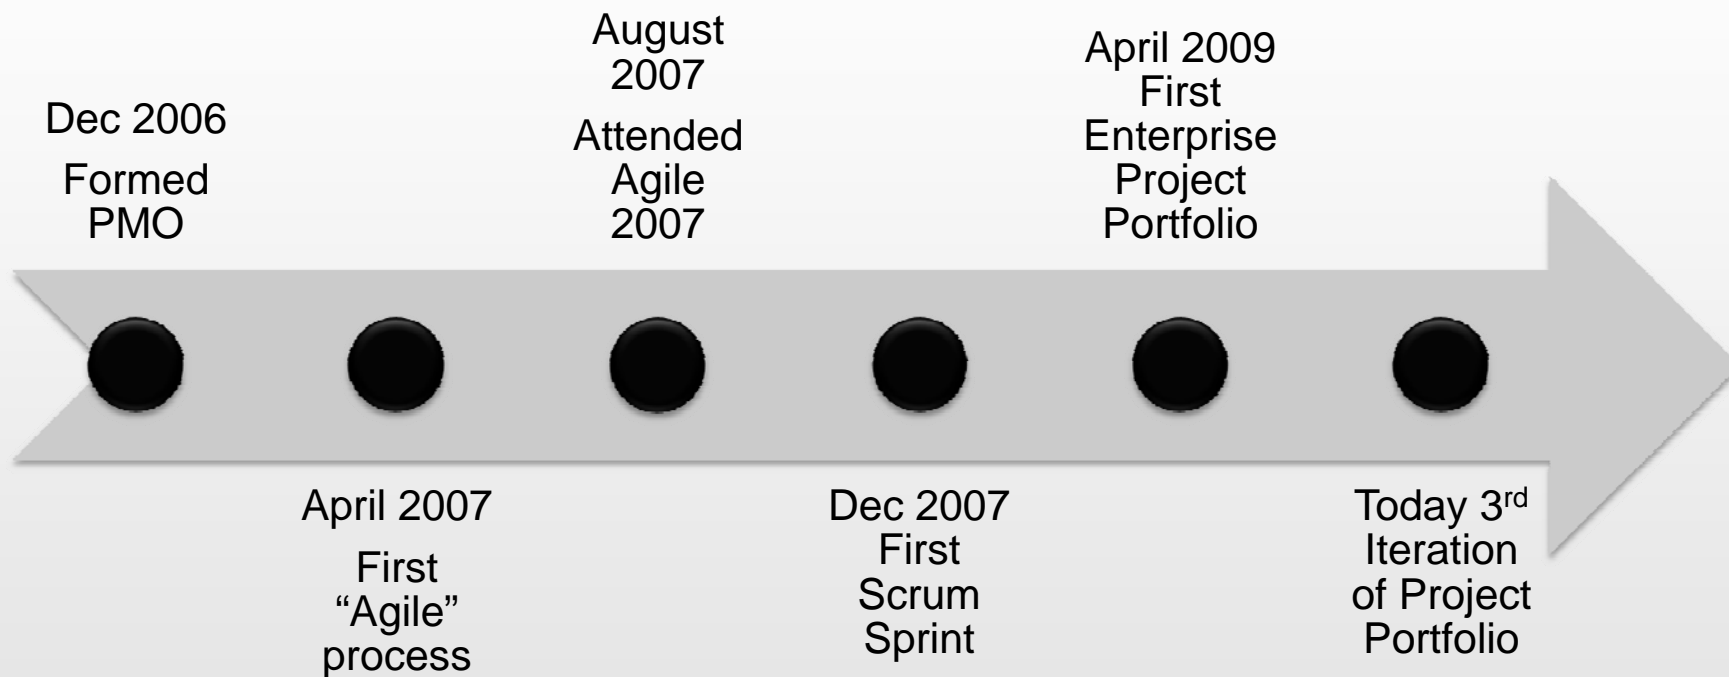 Dec 2006
Formed
PMO
April 2007
First
“Agile”
process
August
2007
Attended
Agile
2007
Dec 2007
First
Scrum
Sprint
April 2009
First
Enterprise
Project
Portfolio
Today 3rd
Iteration
of Project
Portfolio